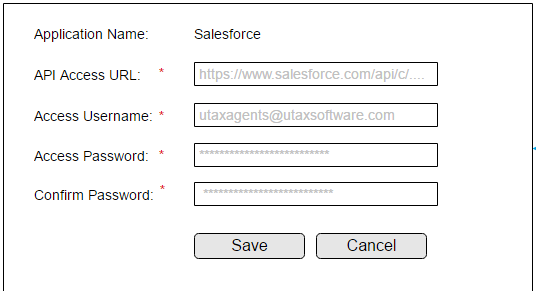 Application Name: Salesforce
API Access URL: * https://www.salesforce.com/api/c/....
Access Username: * utaxagents@utaxsoftware.com
Access Password: * **************************
Confirm Password: * **************************
Save Cancel